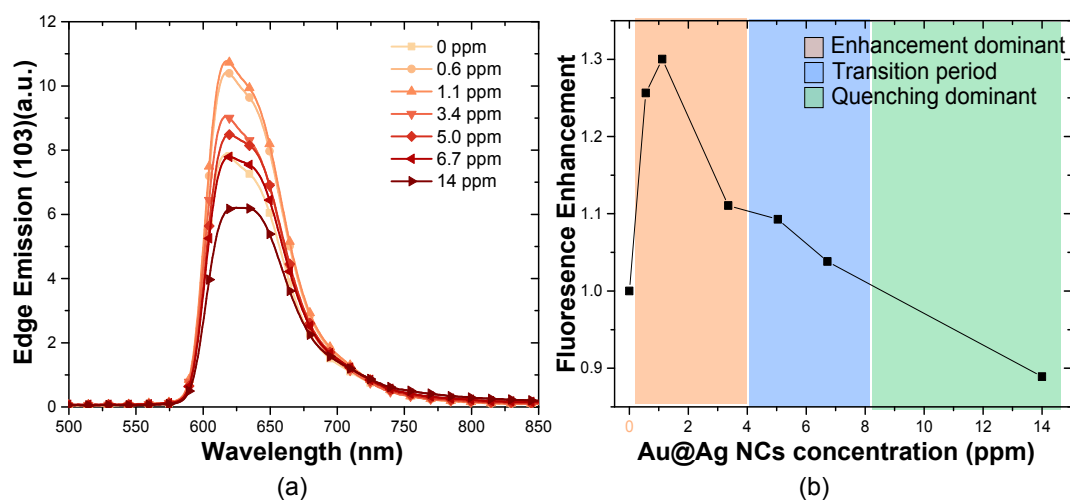 12
10
8
6
4
2
0
Edge Emission (103)(a.u.)
0 ppm
0.6 ppm
1.1 ppm
3.4 ppm
5.0 ppm
6.7 ppm
14 ppm
500 550 600 650 700 750 800 850
Wavelength (nm)
(a)
1.3
1.2
1.1
1.0
0.9
Fluoresence Enhancement
Enhancement dominant
Transition period
Quenching dominant
0 2 4 6 8 10 12 14
Au@Ag NCs concentration (ppm)
(b)